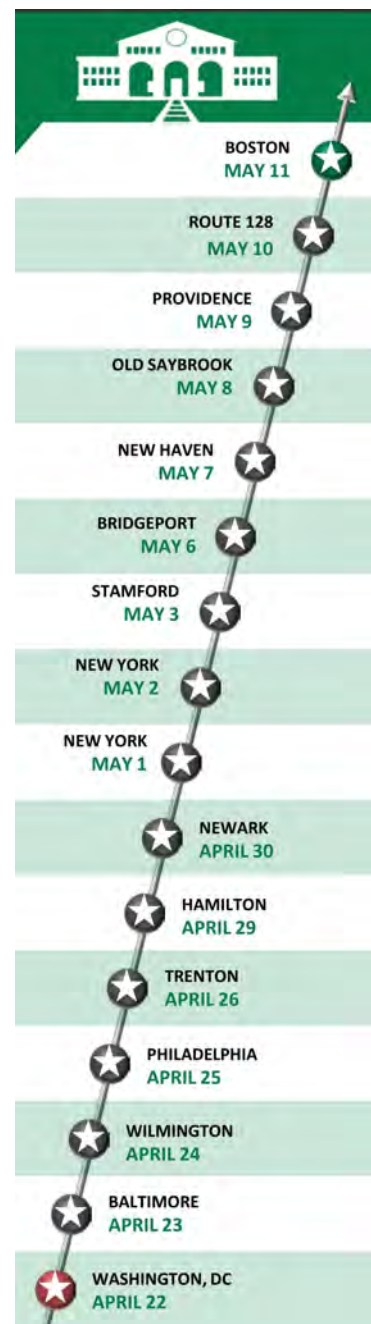 BOSTON
MAY 11
ROUTE 128
MAY 10
PROVIDENCE
MAY 9
OLD SAYBROOK
MAY 8
NEW HAVEN
MAY 7
BRIDGEPORT
MAY 6
STAMFORD
MAY 3
NEW YORK
MAY 2
NEW YORK
MAY 1
NEWARK
APRIL 30
HAMILTON
APRIL 29
TRENTON
APRIL 26
PHILADELPHIA
APRIL 25
WILMINGTON
APRIL 24
BALTIMORE
APRIL 23
WASHINGTON, DC
APRIL 22